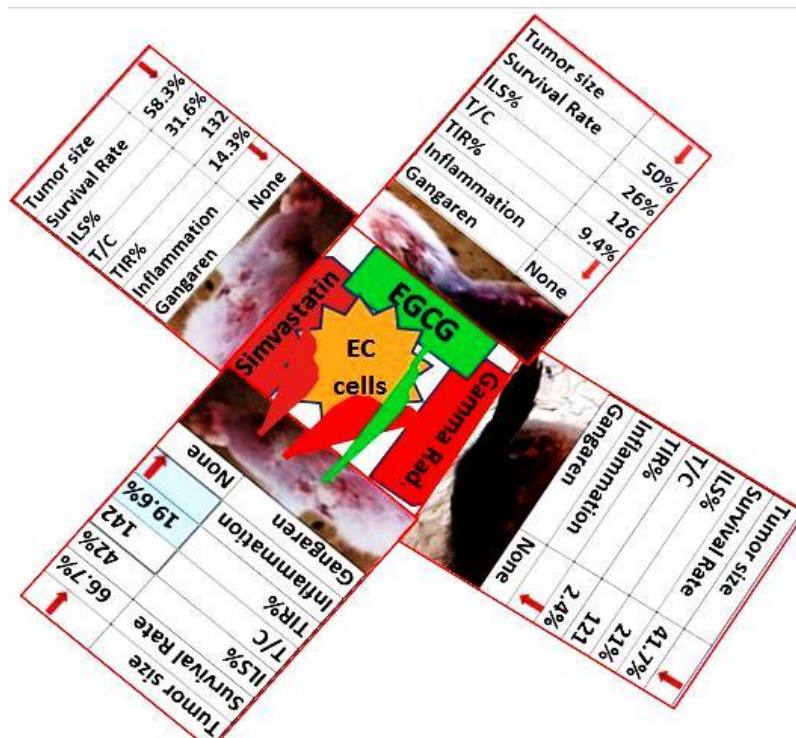 Tumor size
Survival Rate 58.3%
ILS% 31.6%
T/C 132
TIR% 14.3%
Inflammation
Gangaren None
Tumor size
Survival Rate 50%
ILS% 26%
T/C 126
TIR% 9.4%
Inflammation
Gangaren None
Simvastatin
EGCG
EC
cells
Gamma Rad.
Gangaren None
Inflammation
TIR% 19.6%
T/C 142
ILS% 42%
Survival Rate 66.7%
Tumor size
Gangaren None
Inflammation
TIR% 2.4%
T/C 121
ILS% 21%
Survival Rate 41.7%
Tumor size